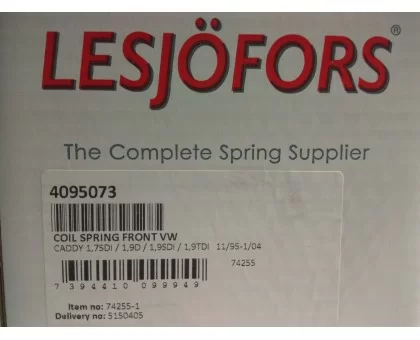 LESJÖFORS®
The Complete Spring Supplier
4095073
COIL SPRING FRONT VW
CADDY 1,7SDI / 1,9D / 1,9SDI / 1,9TDI 11/95-1/04
74255
7 394410 099949
Item no: 74255-1
Delivery no: 5150405